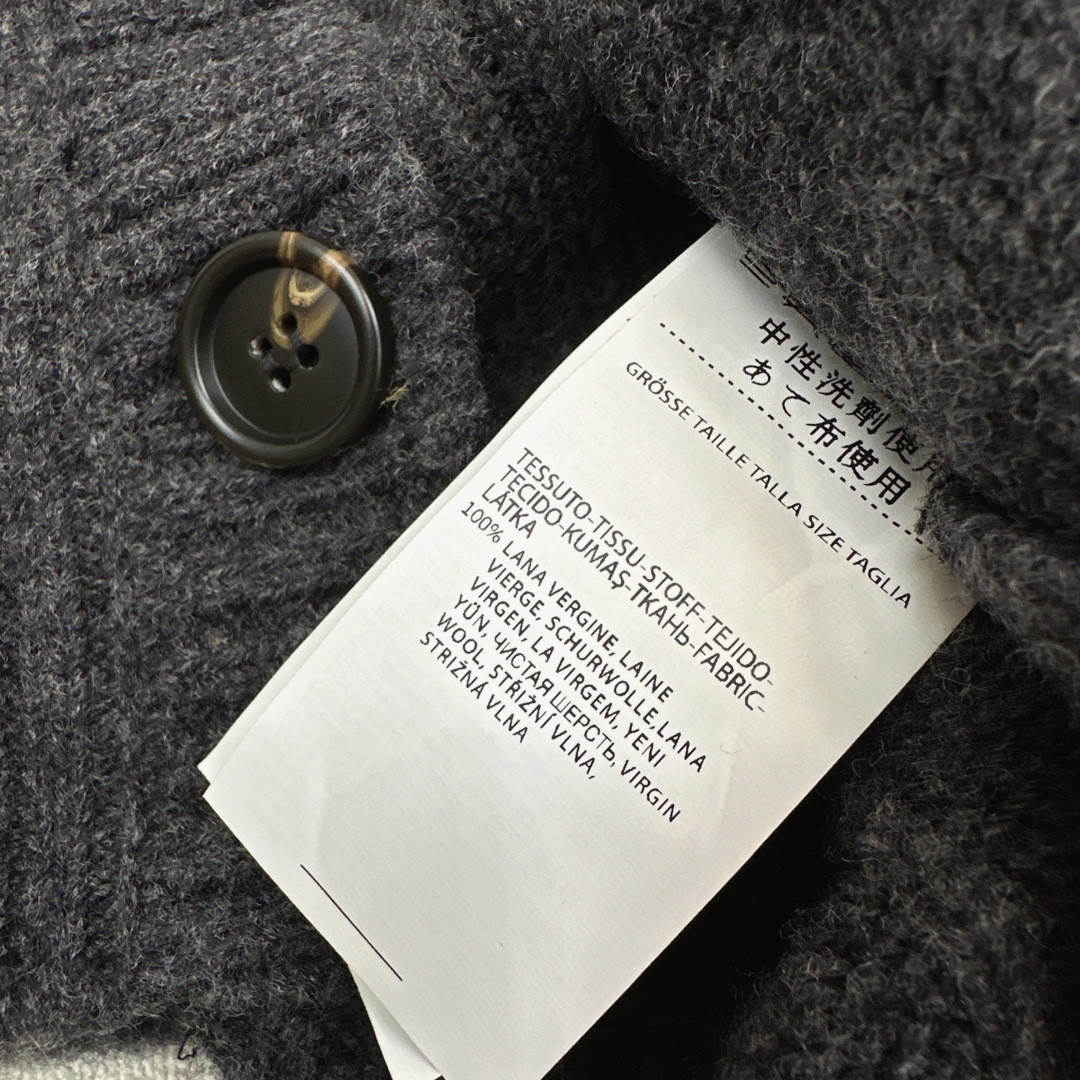 中性洗剤使用
あて布使用
GRÖSSE TAILLE TALLA SIZE TAGLIA
TESSUTO-TISSU-STOFF-TEJIDO-
TECIDO-KUMAŞ-ТКАНЬ-FABRIC-
LÁTKA
100% LANA VERGINE, LAINE
VIERGE, SCHURWOLLE,LANA
VIRGEN, LA VIRGEM, YENI
YÜN, ЧИСТАЯ ШЕРСТЬ, VIRGIN
WOOL, STŘIŽNÍ VLNA,
STRIŽNÁ VLNA